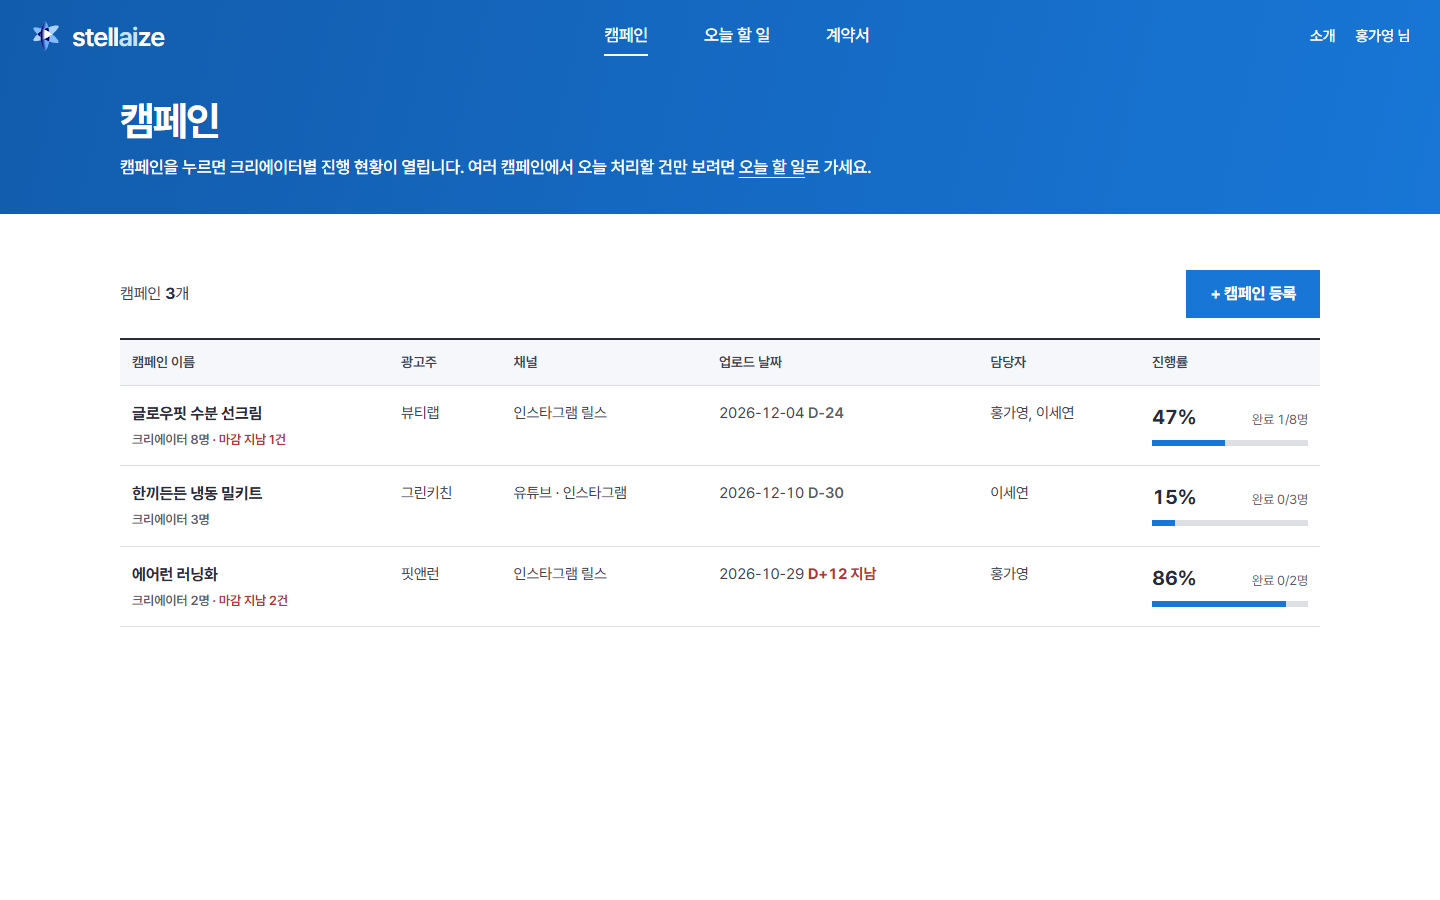 stellaize
캠페인 오늘 할 일 계약서
소개 홍가영 님
캠페인
캠페인을 누르면 크리에이터별 진행 현황이 열립니다. 여러 캠페인에서 오늘 처리할 건만 보려면 오늘 할 일로 가세요.
캠페인 3개
+ 캠페인 등록
캠페인 이름 광고주 채널 업로드 날짜 담당자 진행률
글로우핏 수분 선크림 뷰티랩 인스타그램 릴스 2026-12-04 D-24 홍가영, 이세연 47% 완료 1/8명
크리에이터 8명 · 마감 지남 1건
한끼든든 냉동 밀키트 그린키친 유튜브 · 인스타그램 2026-12-10 D-30 이세연 15% 완료 0/3명
크리에이터 3명
에어런 러닝화 핏앤런 인스타그램 릴스 2026-10-29 D+12 지남 홍가영 86% 완료 0/2명
크리에이터 2명 · 마감 지남 2건